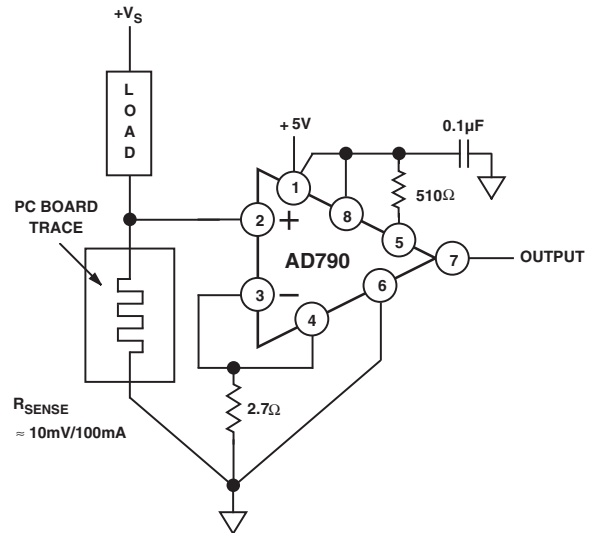 +VS
LOAD
+5V
0.1µF
1
510Ω
PC BOARD
TRACE
2
+
8
5
AD790
7
OUTPUT
3
−
6
4
RSENSE
≈ 10mV/100mA
2.7Ω